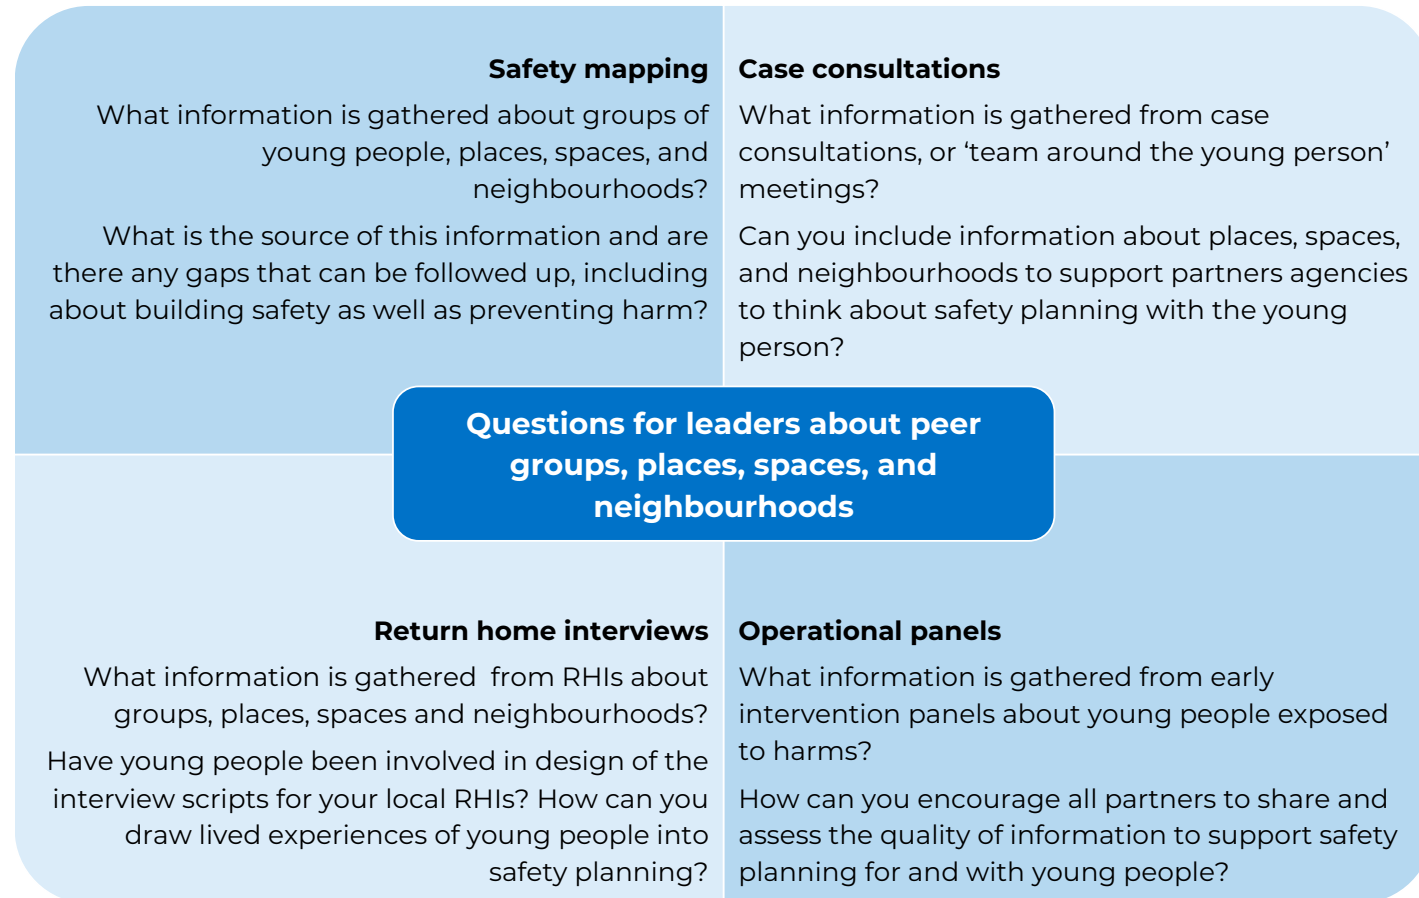 Safety mapping
What information is gathered about groups of
young people, places, spaces, and
neighbourhoods?
What is the source of this information and are
there any gaps that can be followed up, including
about building safety as well as preventing harm?
Case consultations
What information is gathered from case
consultations, or ‘team around the young person’
meetings?
Can you include information about places, spaces,
and neighbourhoods to support partners agencies
to think about safety planning with the young
person?
Questions for leaders about peer
groups, places, spaces, and
neighbourhoods
Return home interviews
What information is gathered  from RHIs about
groups, places, spaces and neighbourhoods?
Have young people been involved in design of the
interview scripts for your local RHIs? How can you
draw lived experiences of young people into
safety planning?
Operational panels
What information is gathered from early
intervention panels about young people exposed
to harms?
How can you encourage all partners to share and
assess the quality of information to support safety
planning for and with young people?